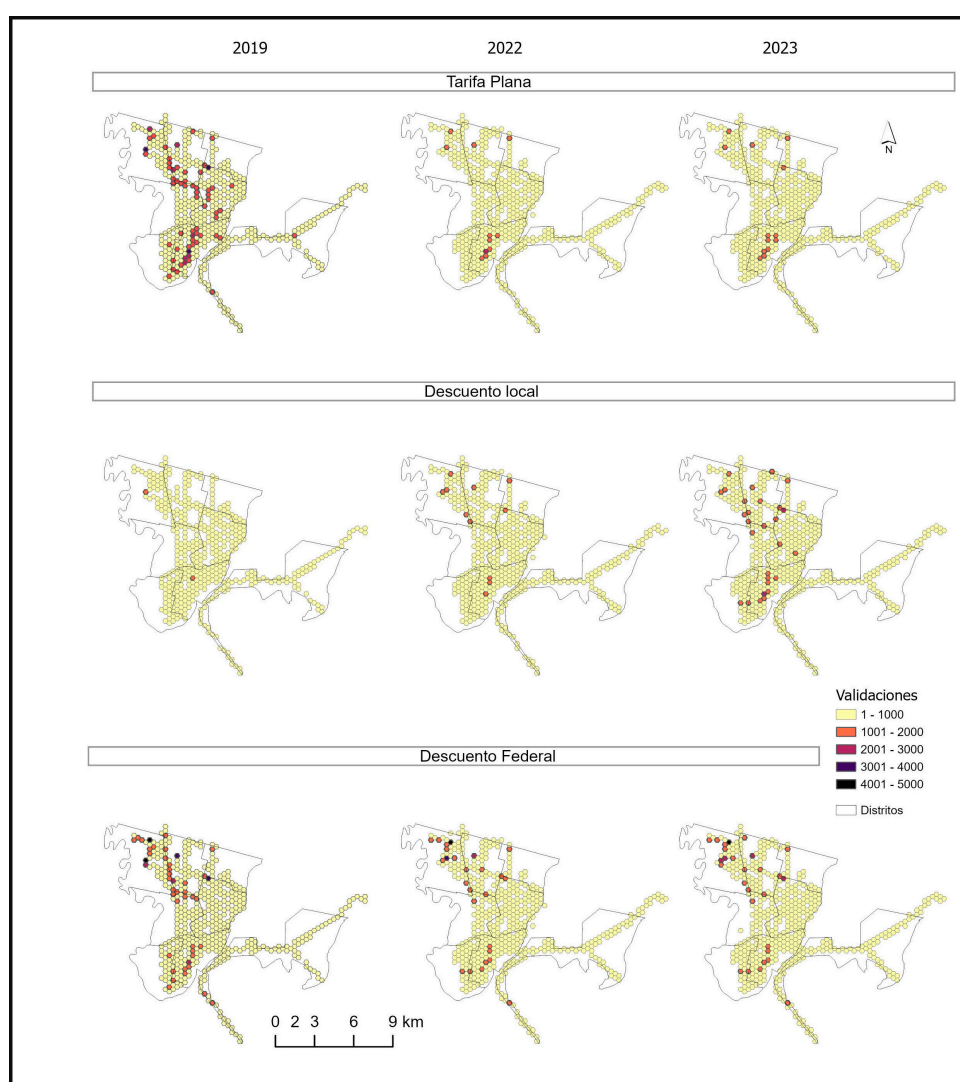 2019 2022 2023
Tarifa Plana
N
Descuento local
Validaciones
1 - 1000
1001 - 2000
2001 - 3000
3001 - 4000
4001 - 5000
Distritos
Descuento Federal
0 2 3 6 9 km